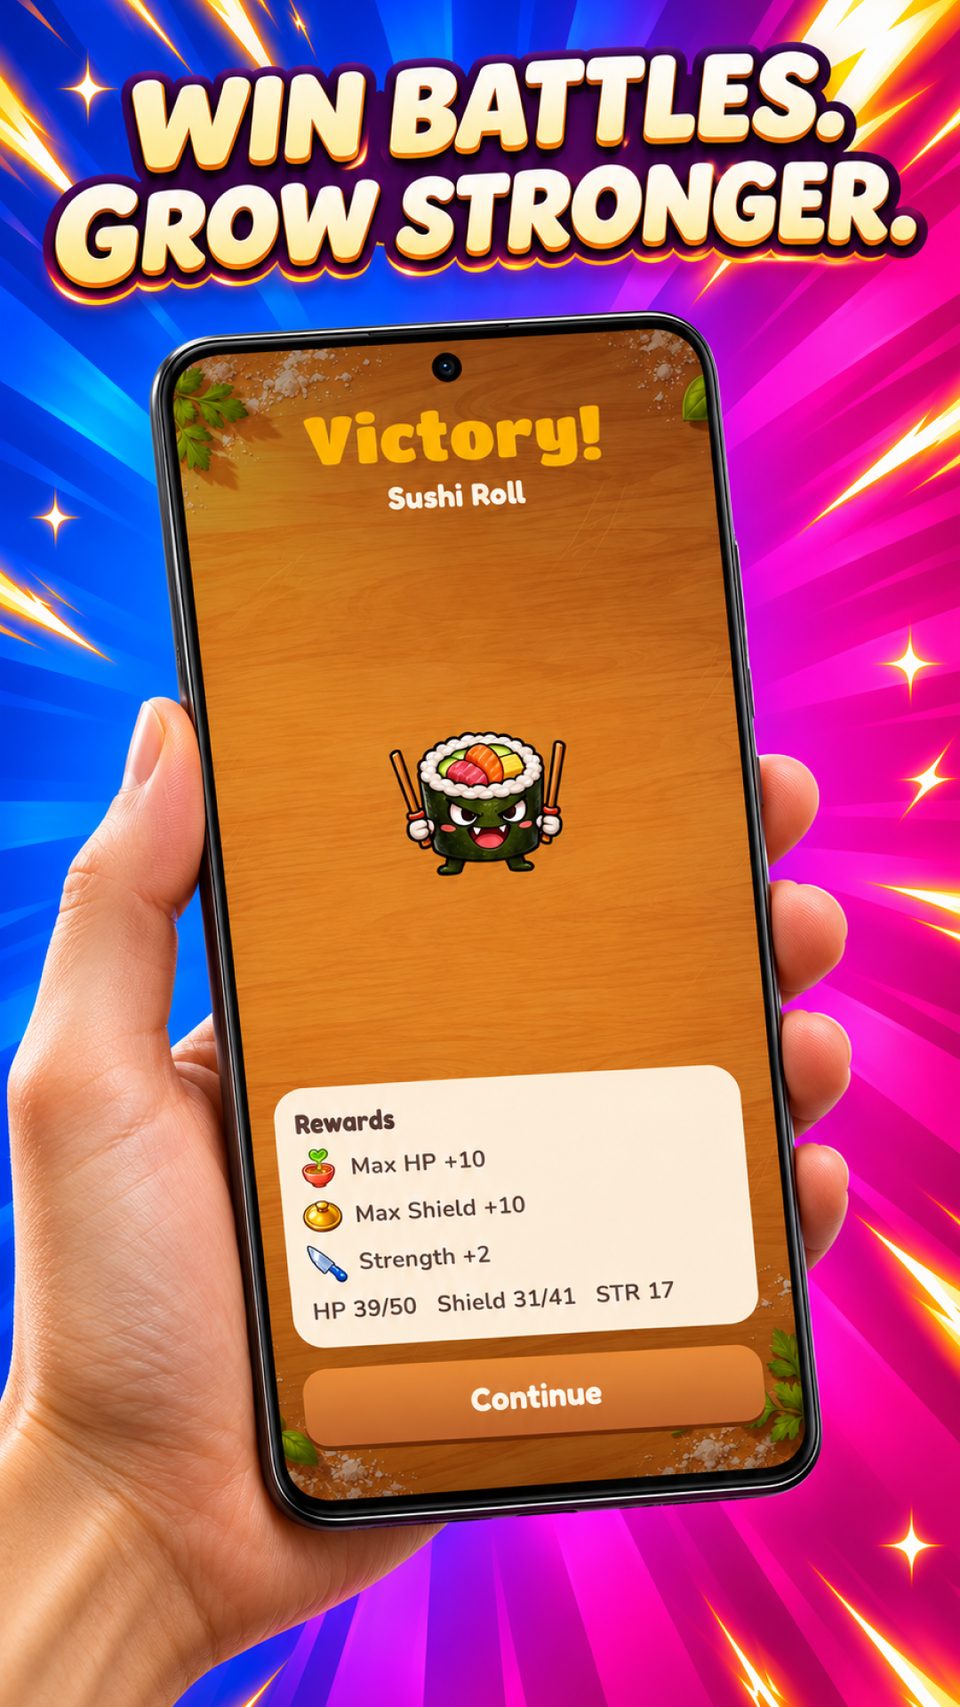 WIN BATTLES.
GROW STRONGER.
Victory!
Sushi Roll
Rewards
Max HP +10
Max Shield +10
Strength +2
HP 39/50 Shield 31/41 STR 17
Continue